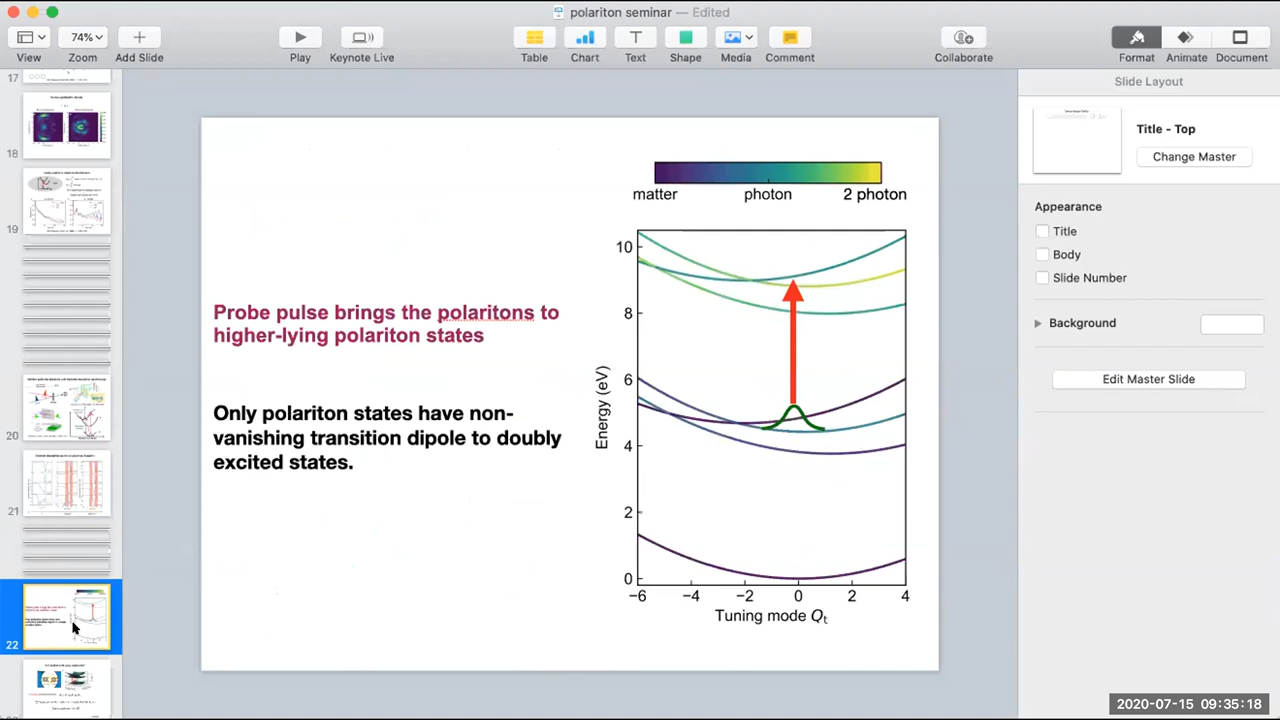 polariton seminar — Edited
74%
View
Zoom
Add Slide
Play
Keynote Live
Table
Chart
Text
Shape
Media
Comment
Collaborate
Format
Animate
Document
17
18
19
20
21
22
matter
photon
2 photon
Probe pulse brings the polaritons to
higher-lying polariton states
Only polariton states have non-
vanishing transition dipole to doubly
excited states.
Energy (eV)
10
8
6
4
2
0
−6 −4 −2 0 2 4
Tuning mode Qt
Slide Layout
Title - Top
Change Master
Appearance
Title
Body
Slide Number
Background
Edit Master Slide
2020-07-15 09:35:18